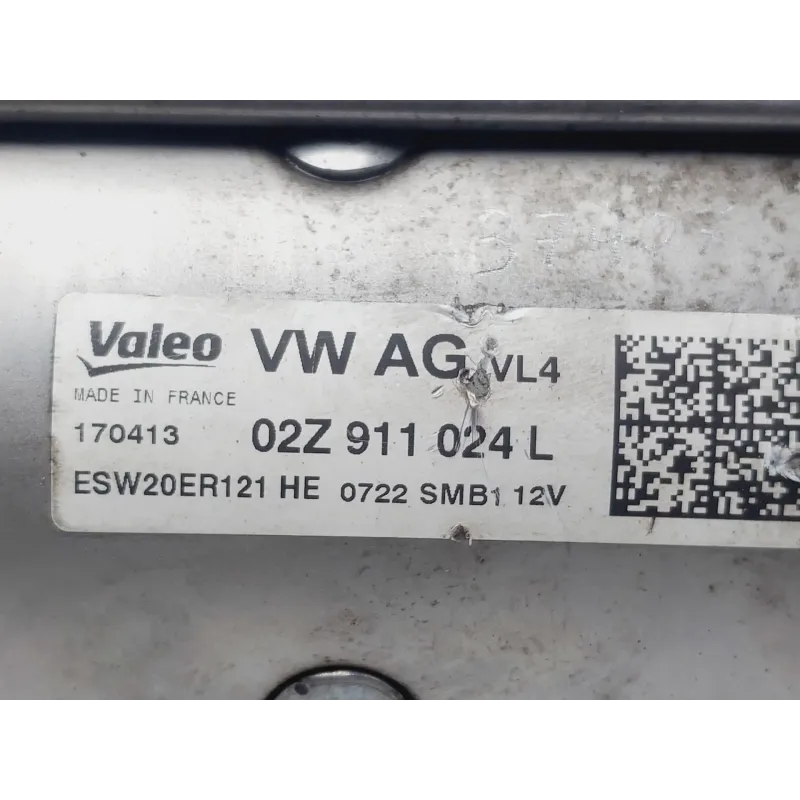 Valeo VW AG VL4
MADE IN FRANCE
170413 02Z 911 024 L
ESW20ER121 HE 0722 SMB1 12V